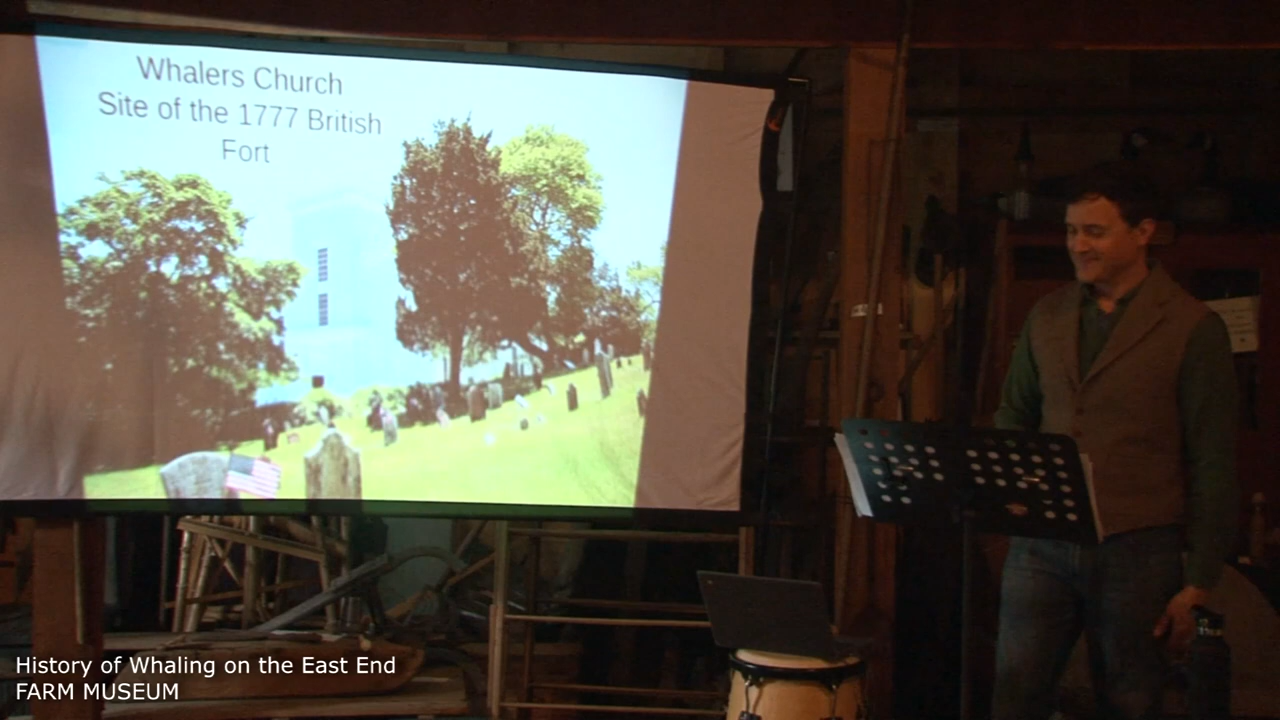 Whalers Church
Site of the 1777 British
Fort
History of Whaling on the East End
FARM MUSEUM